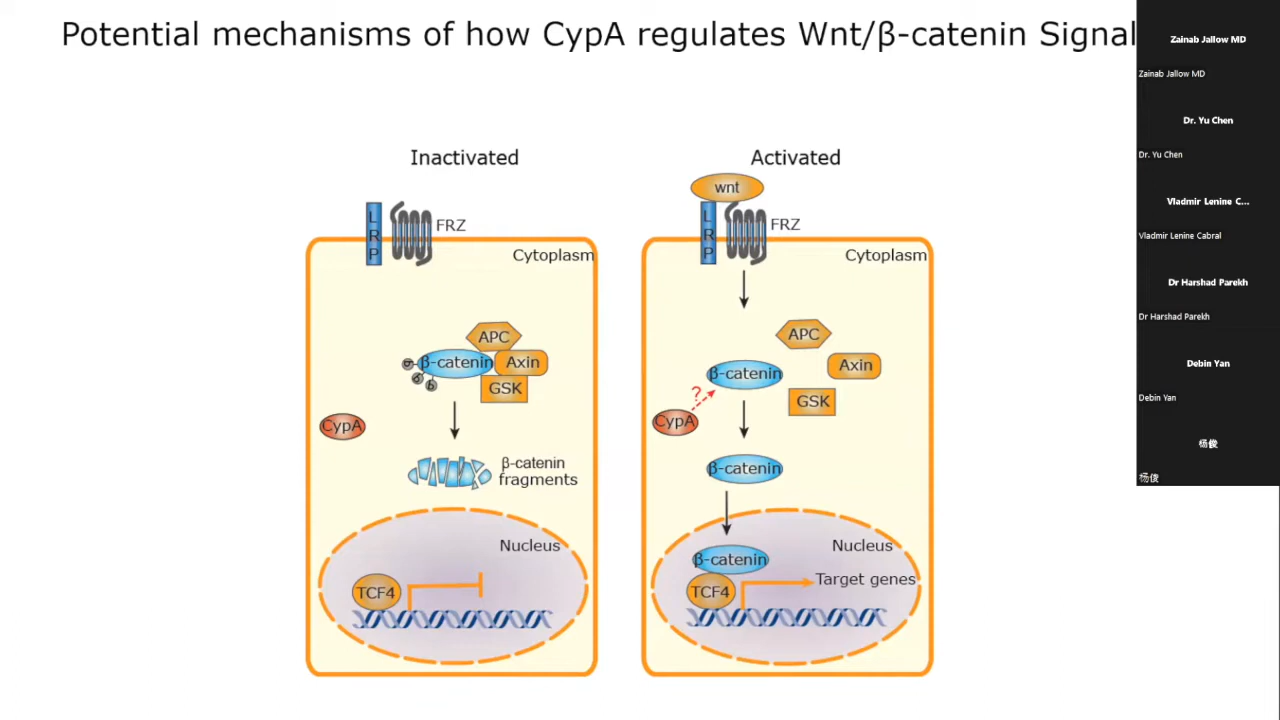 Potential mechanisms of how CypA regulates Wnt/β-catenin Signal
Inactivated
LRP
FRZ
Cytoplasm
APC
β-catenin
Axin
GSK
CypA
β-catenin
fragments
Nucleus
TCF4
Activated
wnt
LRP
FRZ
Cytoplasm
APC
β-catenin
Axin
?
GSK
CypA
β-catenin
Nucleus
β-catenin
Target genes
TCF4
Zainab Jallow MD
Zainab Jallow MD
Dr. Yu Chen
Dr. Yu Chen
Vladmir Lenine C...
Vladmir Lenine Cabral
Dr Harshad Parekh
Dr Harshad Parekh
Debin Yan
Debin Yan
杨俊
杨俊